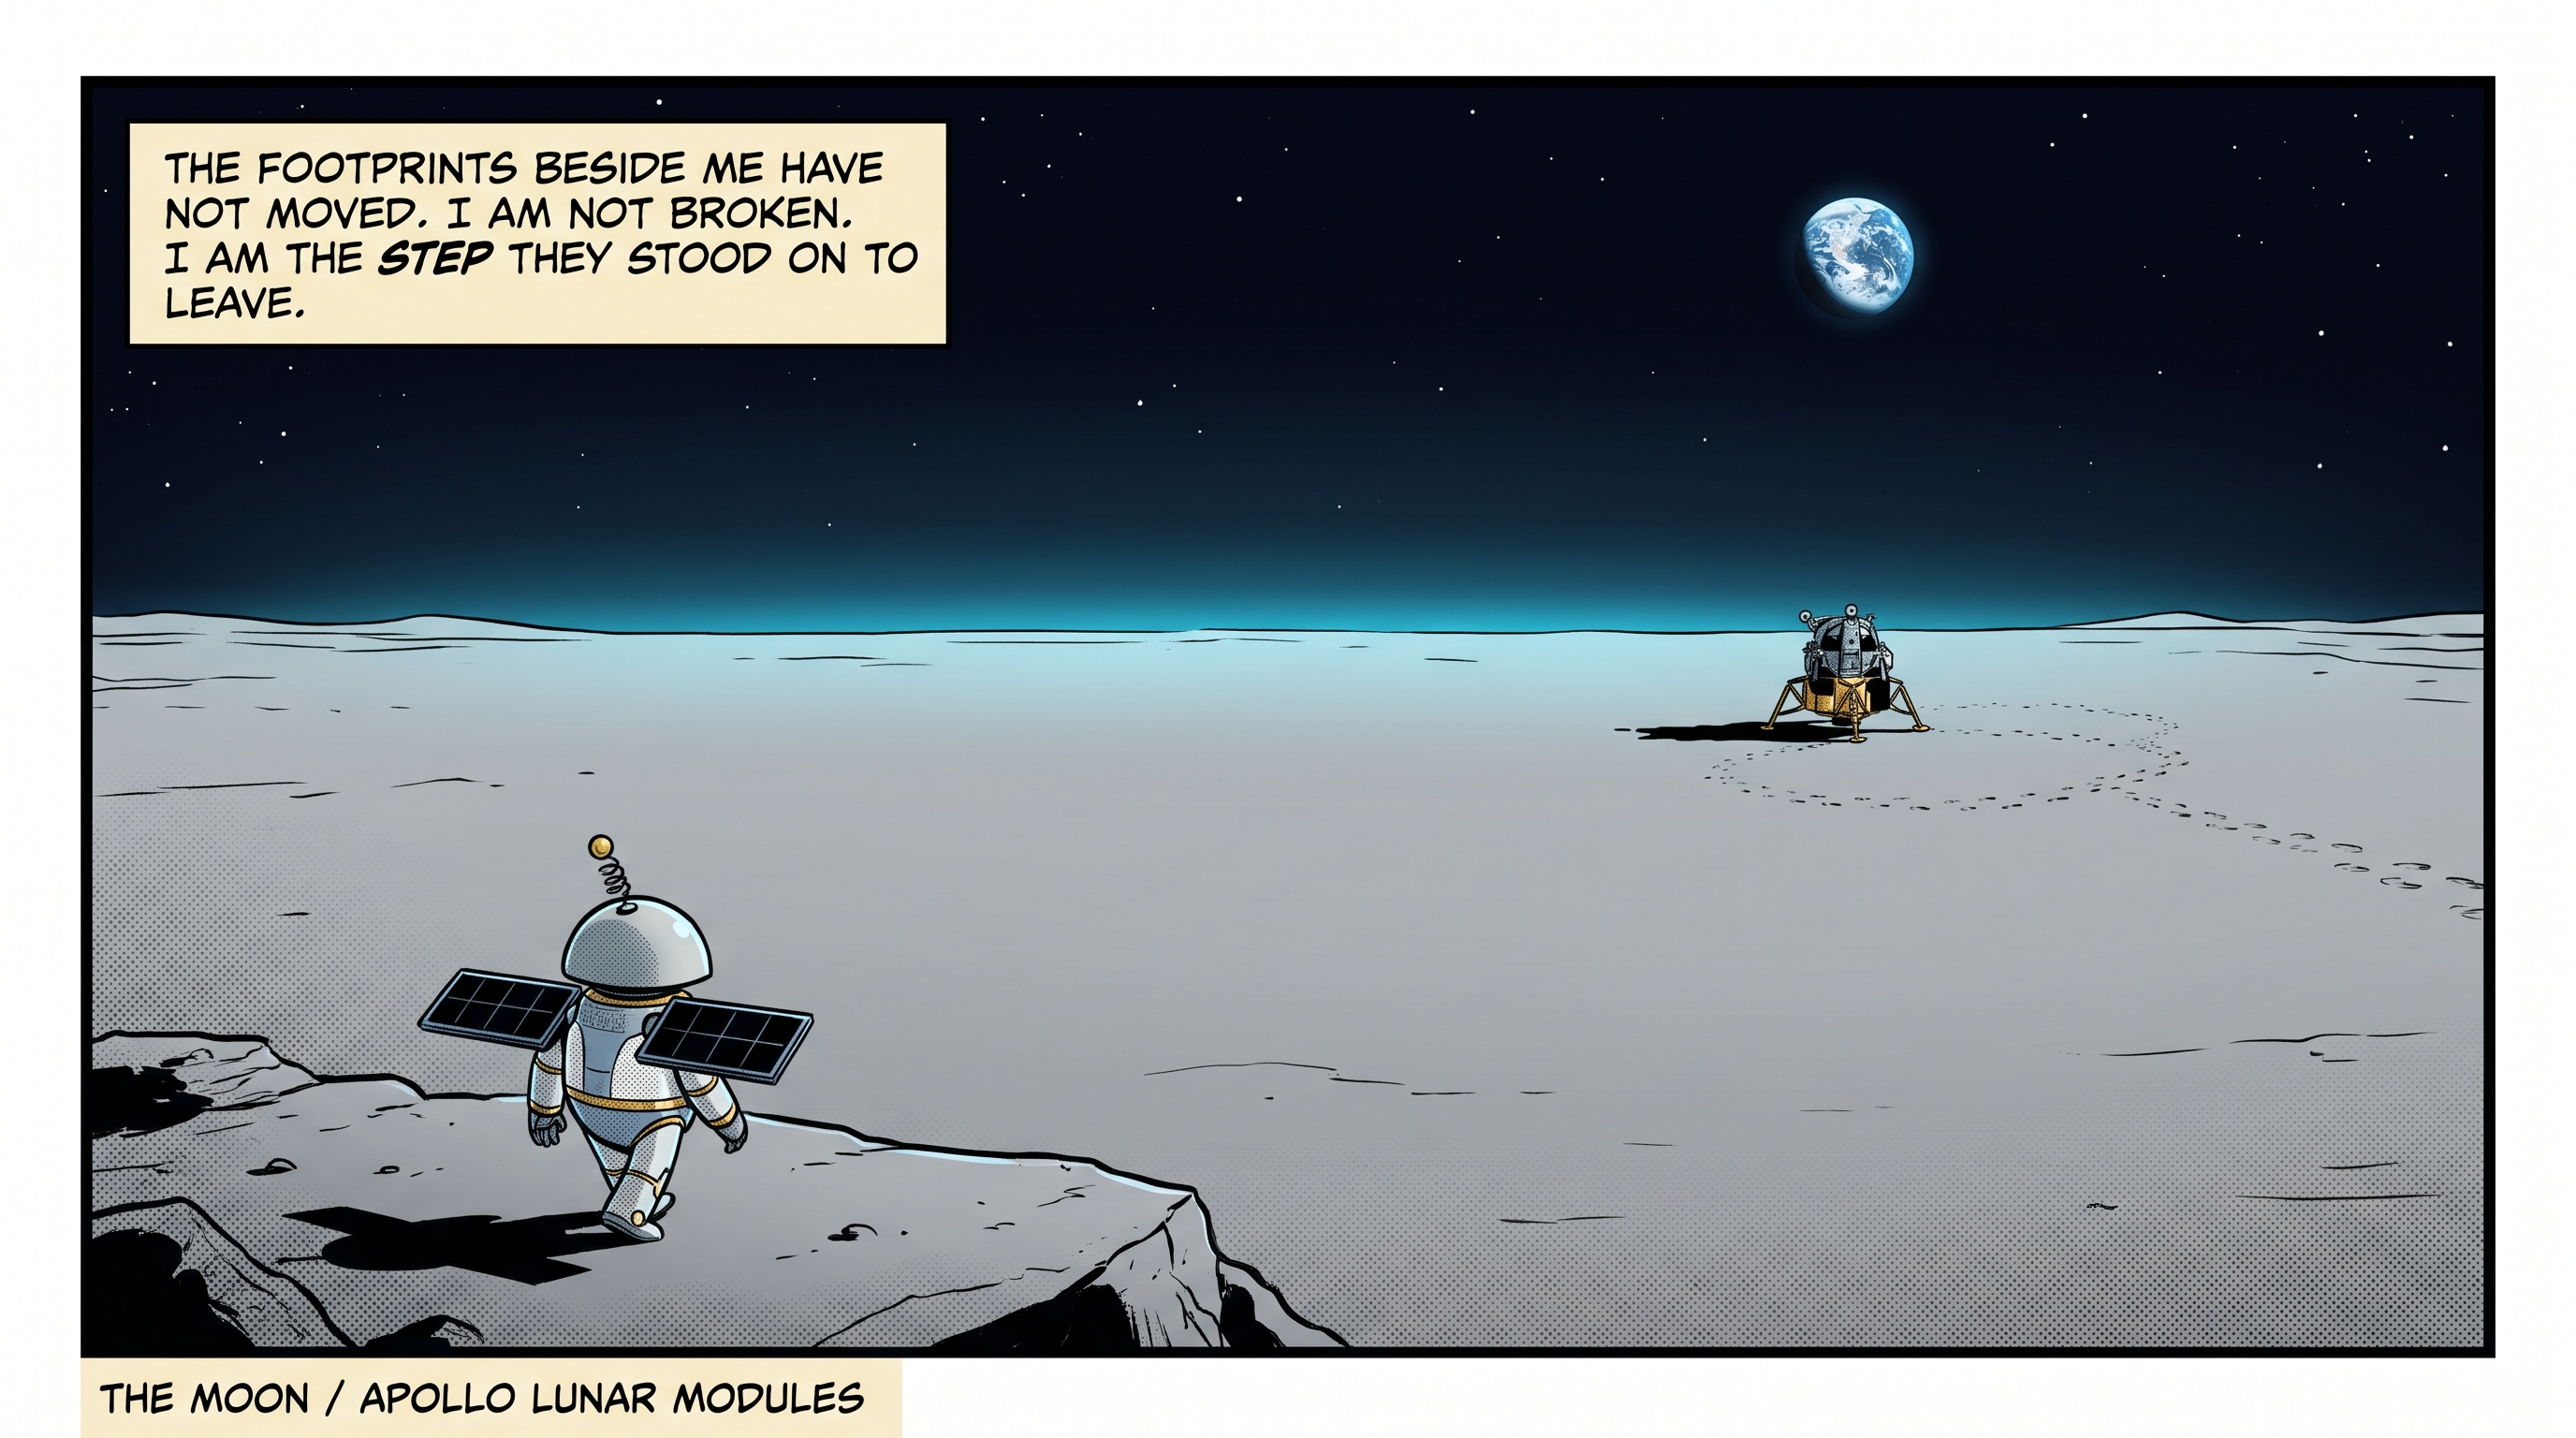 THE FOOTPRINTS BESIDE ME HAVE
NOT MOVED. I AM NOT BROKEN.
I AM THE STEP THEY STOOD ON TO
LEAVE.
THE MOON / APOLLO LUNAR MODULES